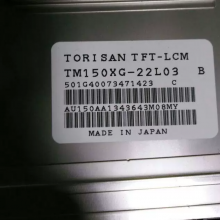 TORISAN TFT-LCM
TM150XG-22L03 B
501G40073471423 C
AU150AA1343643M08MY
MADE IN JAPAN